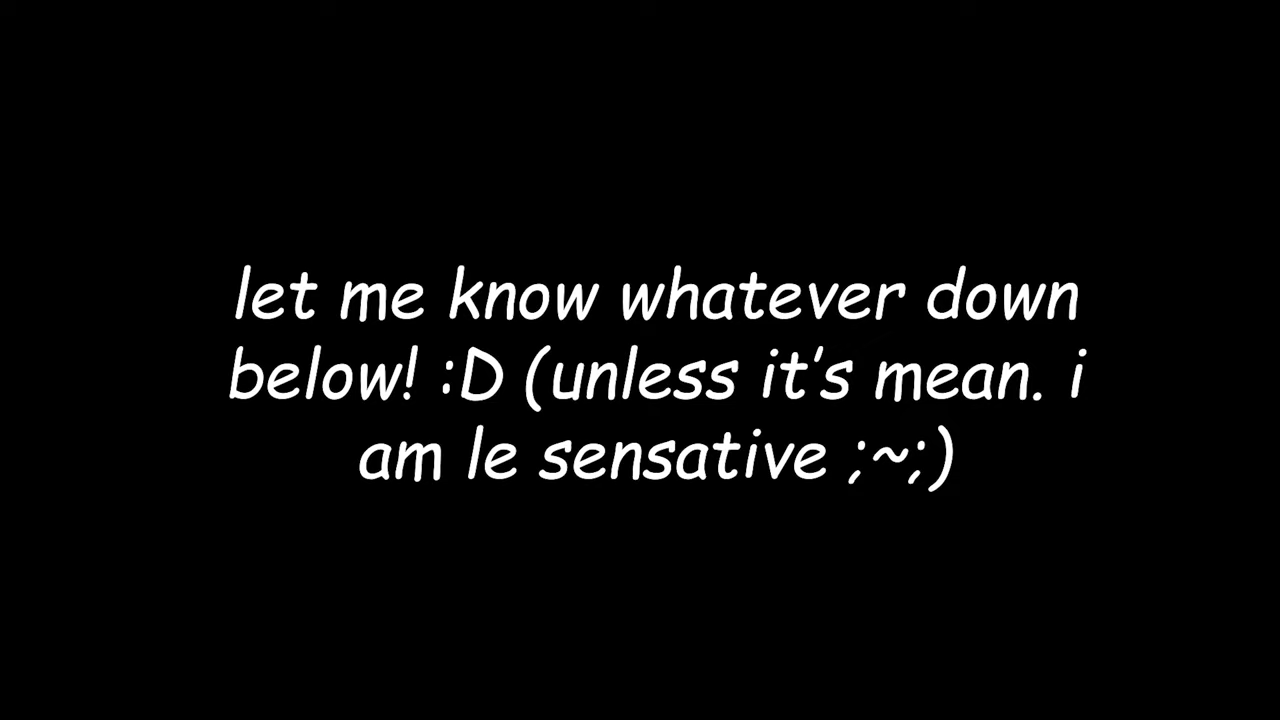 let me know whatever down
below! :D (unless it's mean. i
am le sensative ;~;)